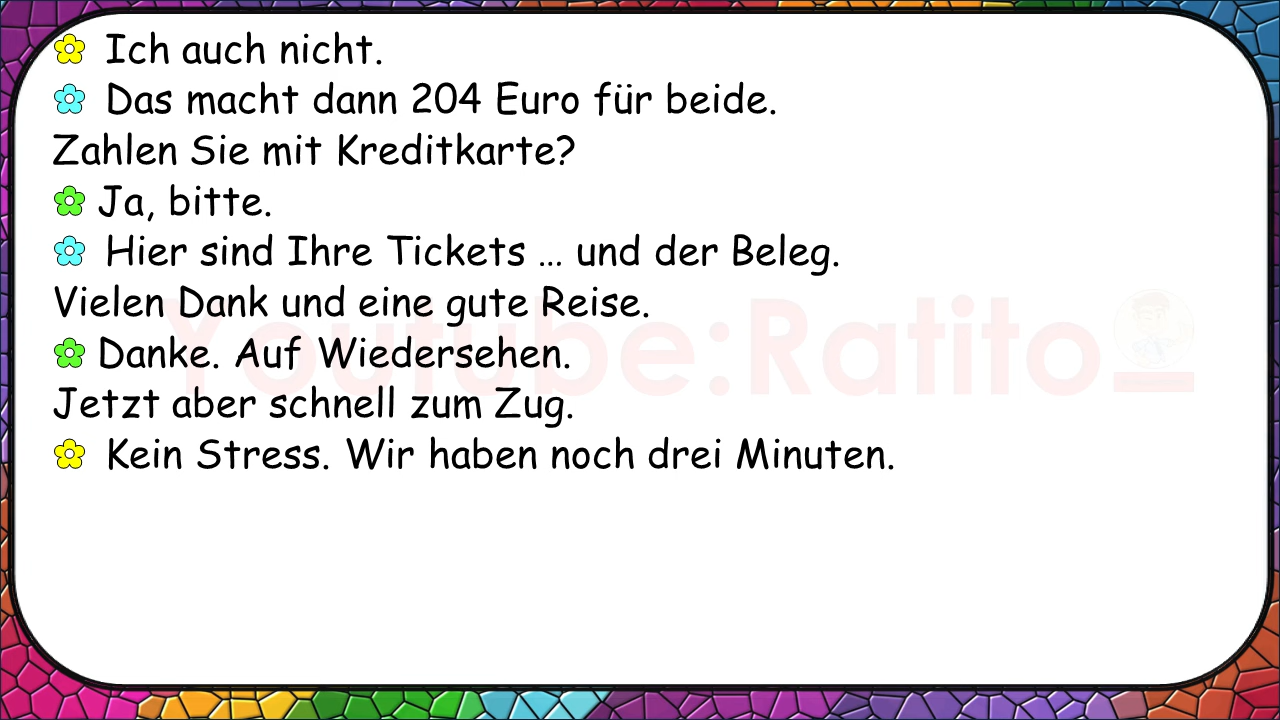 Ich auch nicht.
Das macht dann 204 Euro für beide.
Zahlen Sie mit Kreditkarte?
Ja, bitte.
Hier sind Ihre Tickets … und der Beleg.
Vielen Dank und eine gute Reise.
Youtube:Ratito
Danke. Auf Wiedersehen.
Jetzt aber schnell zum Zug.
Kein Stress. Wir haben noch drei Minuten.